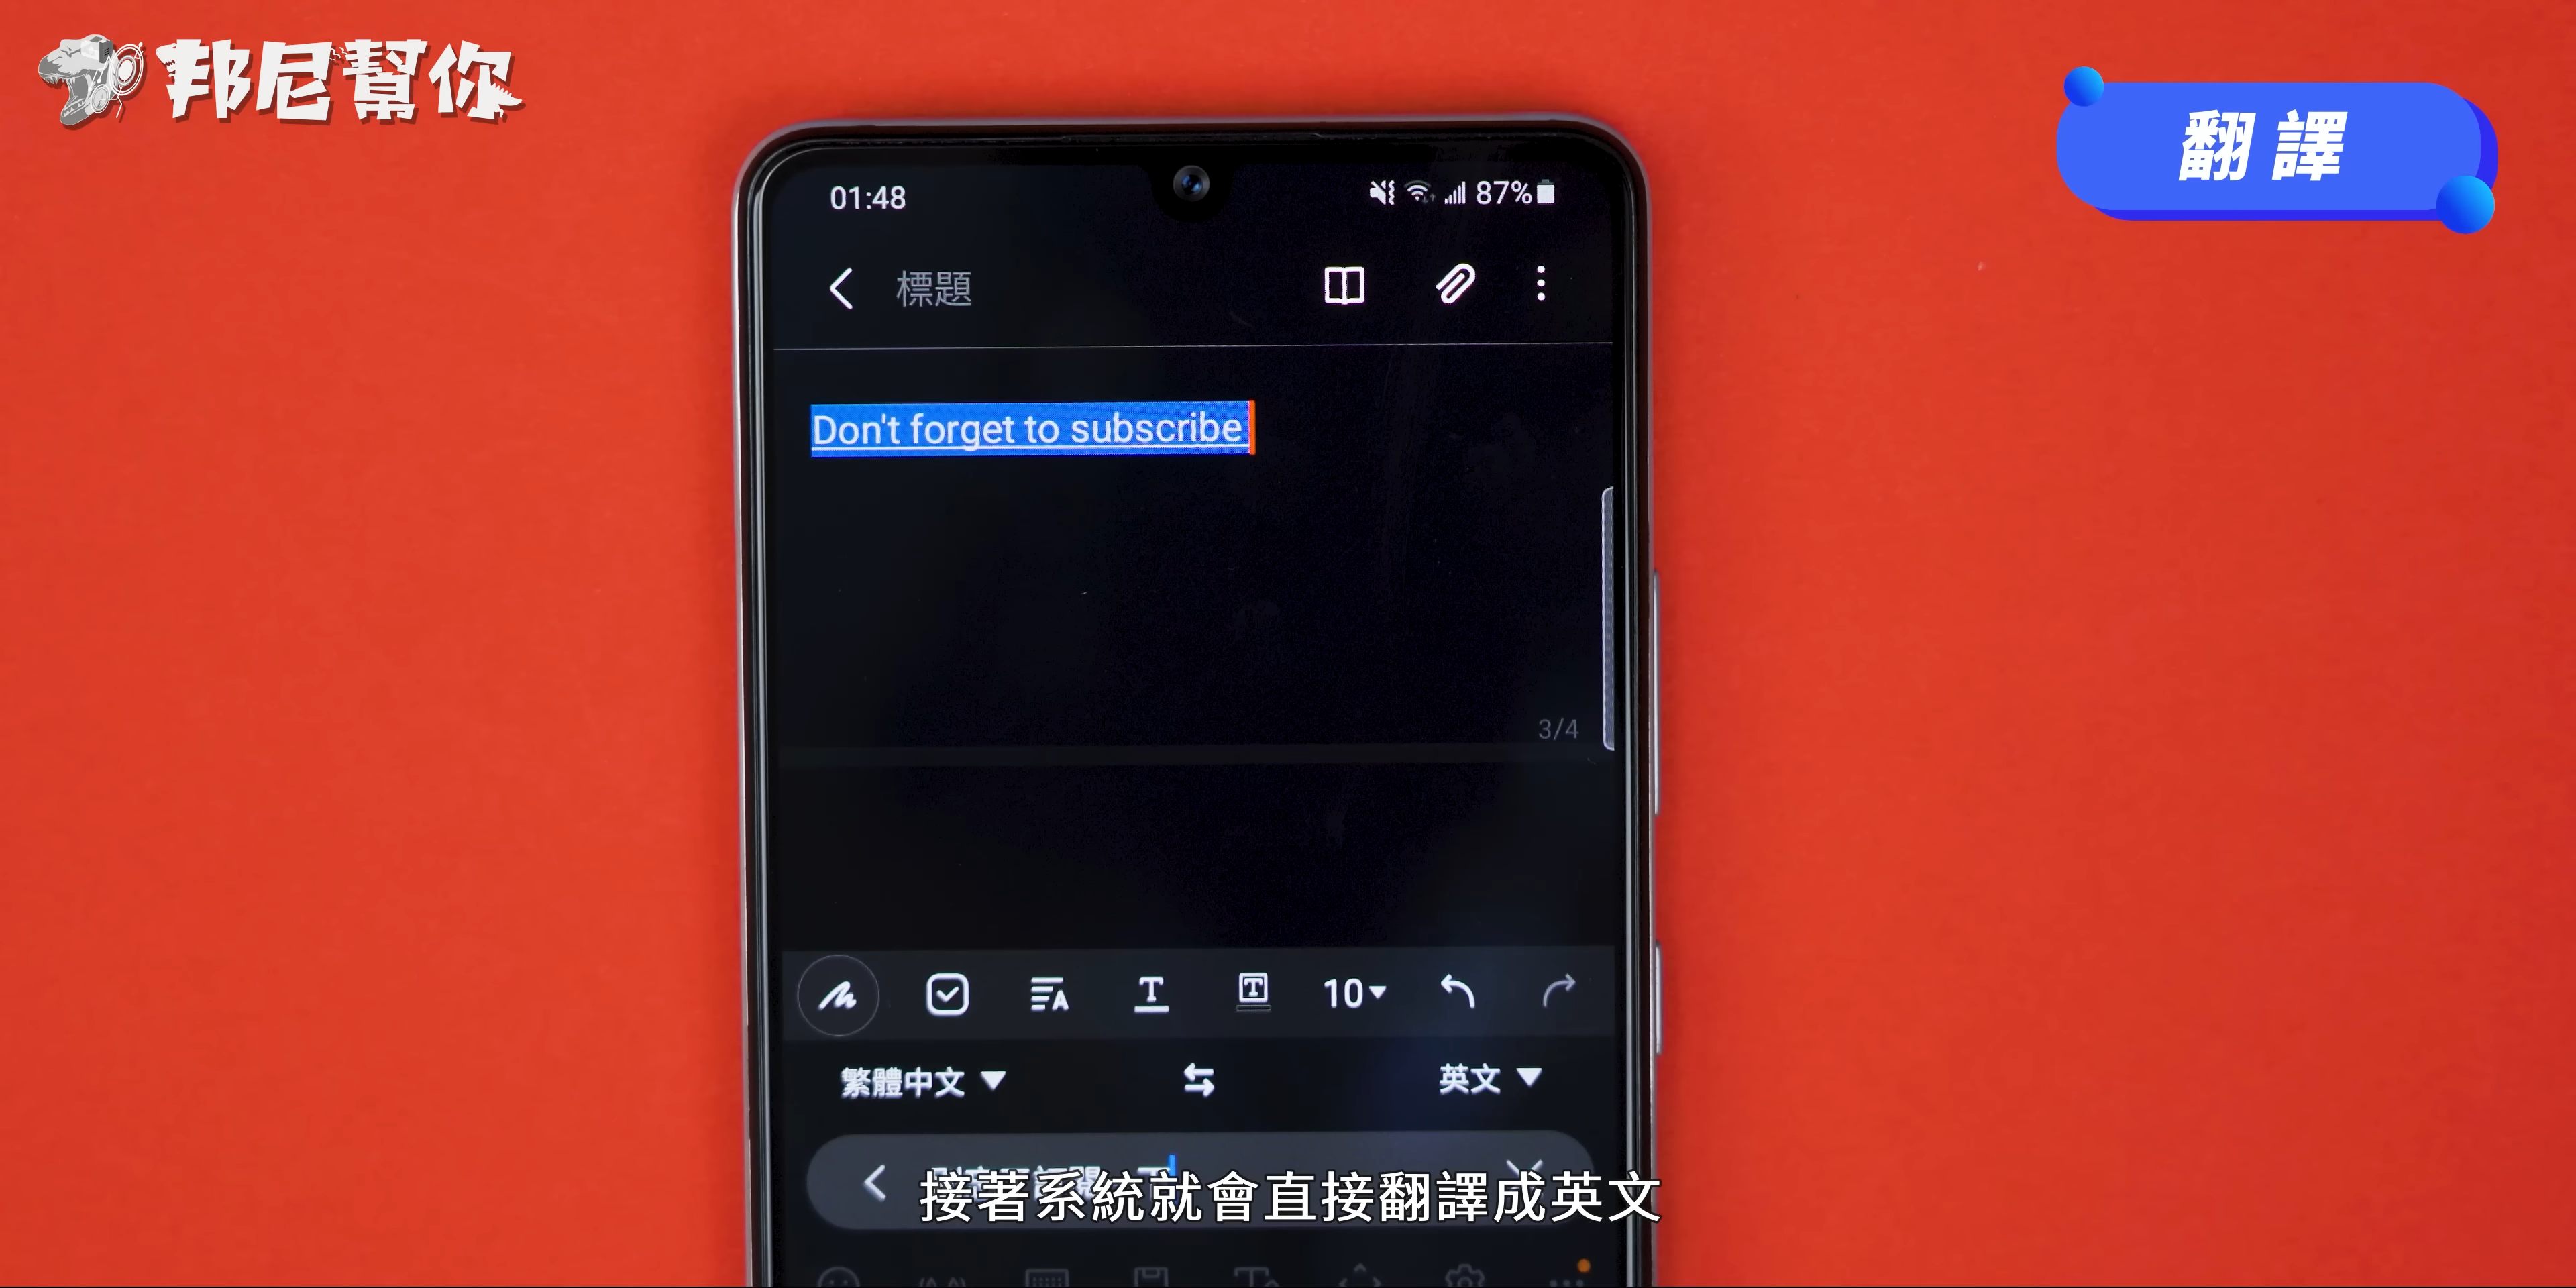 邦尼幫你
翻譯
01:48
87%
標題
Don't forget to subscribe
3/4
10
繁體中文
英文
接著系統就會直接翻譯成英文